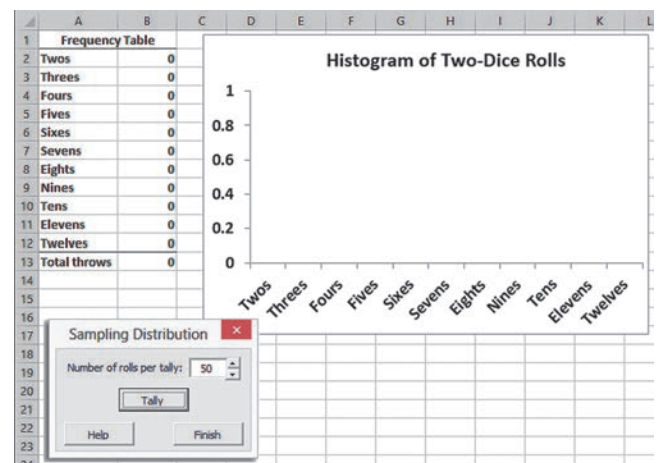 A B C D E F G H I J K L
1 Frequency Table
2 Twos 0
3 Threes 0
4 Fours 0
5 Fives 0
6 Sixes 0
7 Sevens 0
8 Eights 0
9 Nines 0
10 Tens 0
11 Elevens 0
12 Twelves 0
13 Total throws 0
14
15
16
17
18
19
20
21
22
23
Histogram of Two-Dice Rolls
1
0.8
0.6
0.4
0.2
0
Twos Threes Fours Fives Sixes Sevens Eights Nines Tens Elevens Twelves
Sampling Distribution
Number of rolls per tally: 50
Tally
Help Finish